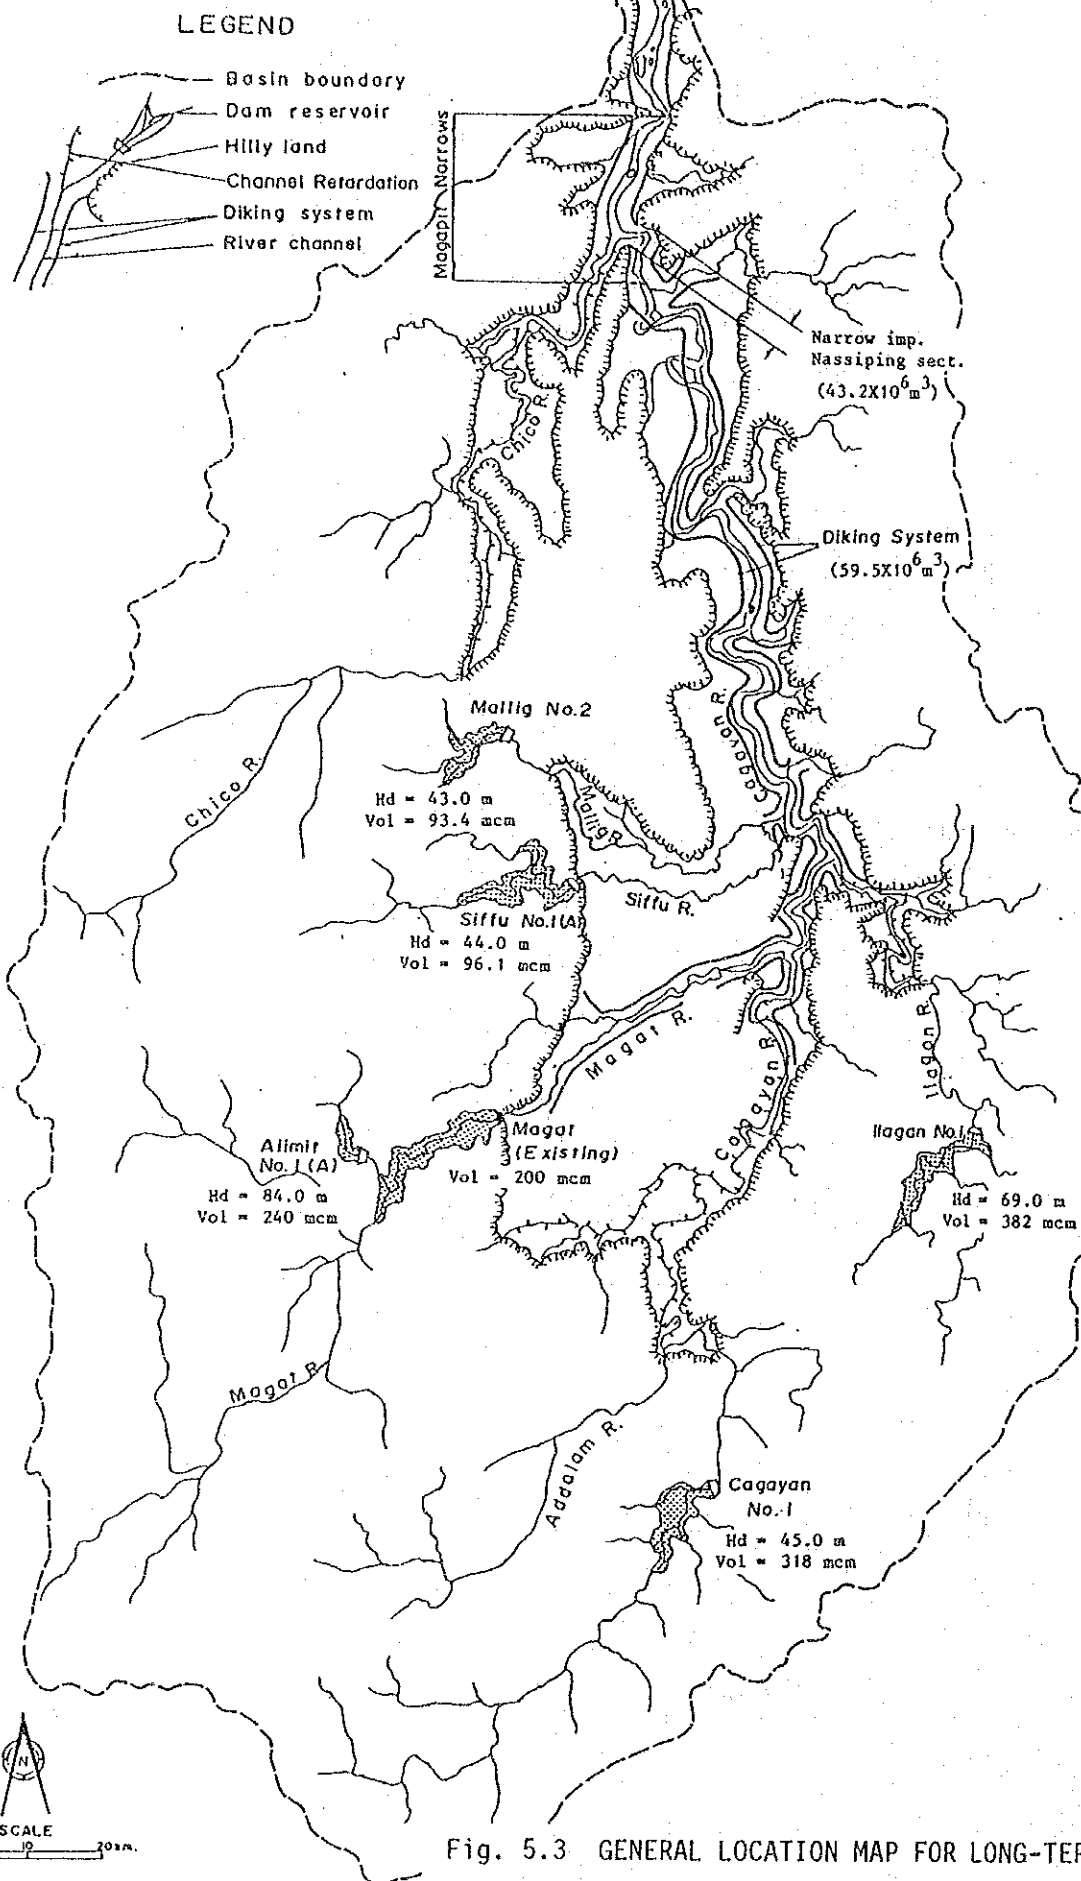 LEGEND
Basin boundary
Dam reservoir
Hilly land
Channel Retardation
Diking system
River channel
Magapit Narrows
Narrow imp.
Nassiping sect.
(43.2X10⁶m³)
Chico R.
Diking System
(59.5X10⁶m³)
Cagayan R.
Mallig No.2
Hd = 43.0 m
Vol = 93.4 mcm
Chico R.
Mallig R.
Siffu R.
Siffu No.1(A)
Hd = 44.0 m
Vol = 96.1 mcm
Magat R.
Ilagan R.
Cagayan R.
Alimit
No.1(A)
Hd = 84.0 m
Vol = 240 mcm
Magat
(Existing)
Vol = 200 mcm
Ilagan No.1
Hd = 69.0 m
Vol = 382 mcm
Magat R.
Addalam R.
Cagayan
No.1
Hd = 45.0 m
Vol = 318 mcm
N
SCALE
10 20km.
Fig. 5.3 GENERAL LOCATION MAP FOR LONG-TER